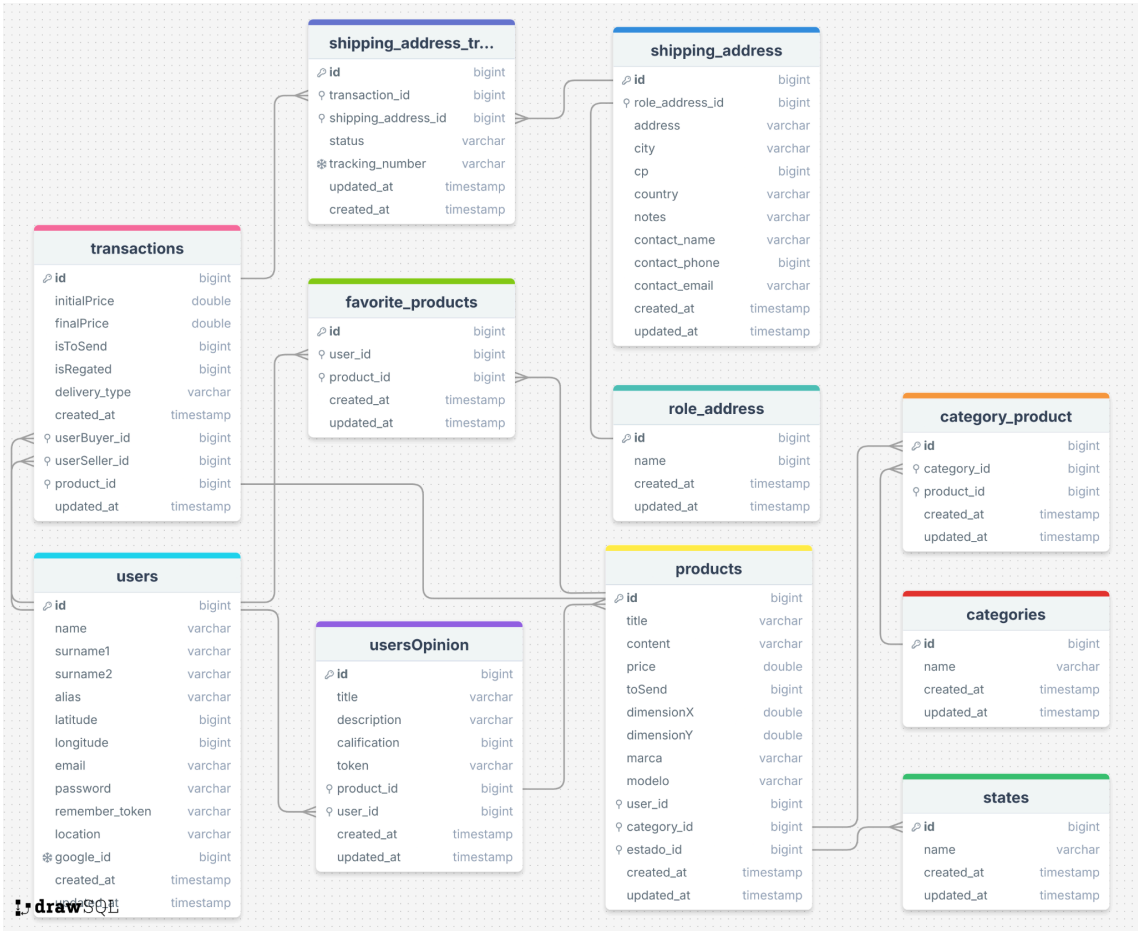 shipping_address_tr...
id bigint
transaction_id bigint
shipping_address_id bigint
status varchar
tracking_number varchar
updated_at timestamp
created_at timestamp
shipping_address
id bigint
role_address_id bigint
address varchar
city varchar
cp bigint
country varchar
notes varchar
contact_name varchar
contact_phone bigint
contact_email varchar
created_at timestamp
updated_at timestamp
transactions
id bigint
initialPrice double
finalPrice double
isToSend bigint
isRegated bigint
delivery_type varchar
created_at timestamp
userBuyer_id bigint
userSeller_id bigint
product_id bigint
updated_at timestamp
favorite_products
id bigint
user_id bigint
product_id bigint
created_at timestamp
updated_at timestamp
role_address
id bigint
name bigint
created_at timestamp
updated_at timestamp
category_product
id bigint
category_id bigint
product_id bigint
created_at timestamp
updated_at timestamp
users
id bigint
name varchar
surname1 varchar
surname2 varchar
alias varchar
latitude bigint
longitude bigint
email varchar
password varchar
remember_token varchar
location varchar
google_id bigint
created_at timestamp
updated_at timestamp
usersOpinion
id bigint
title varchar
description varchar
calification bigint
token varchar
product_id bigint
user_id bigint
created_at timestamp
updated_at timestamp
products
id bigint
title varchar
content varchar
price double
toSend bigint
dimensionX double
dimensionY double
marca varchar
modelo varchar
user_id bigint
category_id bigint
estado_id bigint
created_at timestamp
updated_at timestamp
categories
id bigint
name varchar
created_at timestamp
updated_at timestamp
states
id bigint
name varchar
created_at timestamp
updated_at timestamp
drawSQL